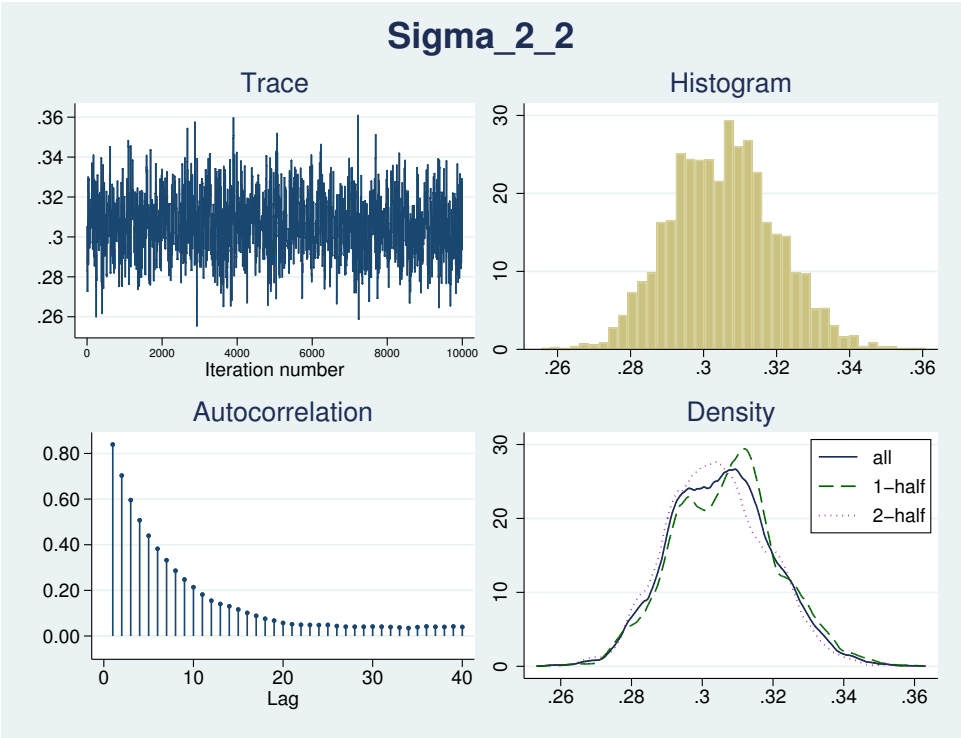 Sigma_2_2
Trace
.36
.34
.32
.3
.28
.26
0 2000 4000 6000 8000 10000
Iteration number
Histogram
30
20
10
0
.26 .28 .3 .32 .34 .36
Autocorrelation
0.80
0.60
0.40
0.20
0.00
0 10 20 30 40
Lag
Density
30
20
10
0
all
1-half
2-half
.26 .28 .3 .32 .34 .36